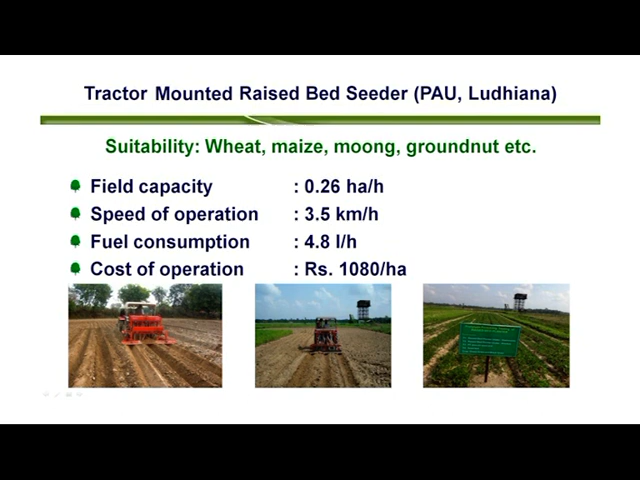 Tractor Mounted Raised Bed Seeder (PAU, Ludhiana)
Suitability: Wheat, maize, moong, groundnut etc.
Field capacity : 0.26 ha/h
Speed of operation : 3.5 km/h
Fuel consumption : 4.8 l/h
Cost of operation : Rs. 1080/ha